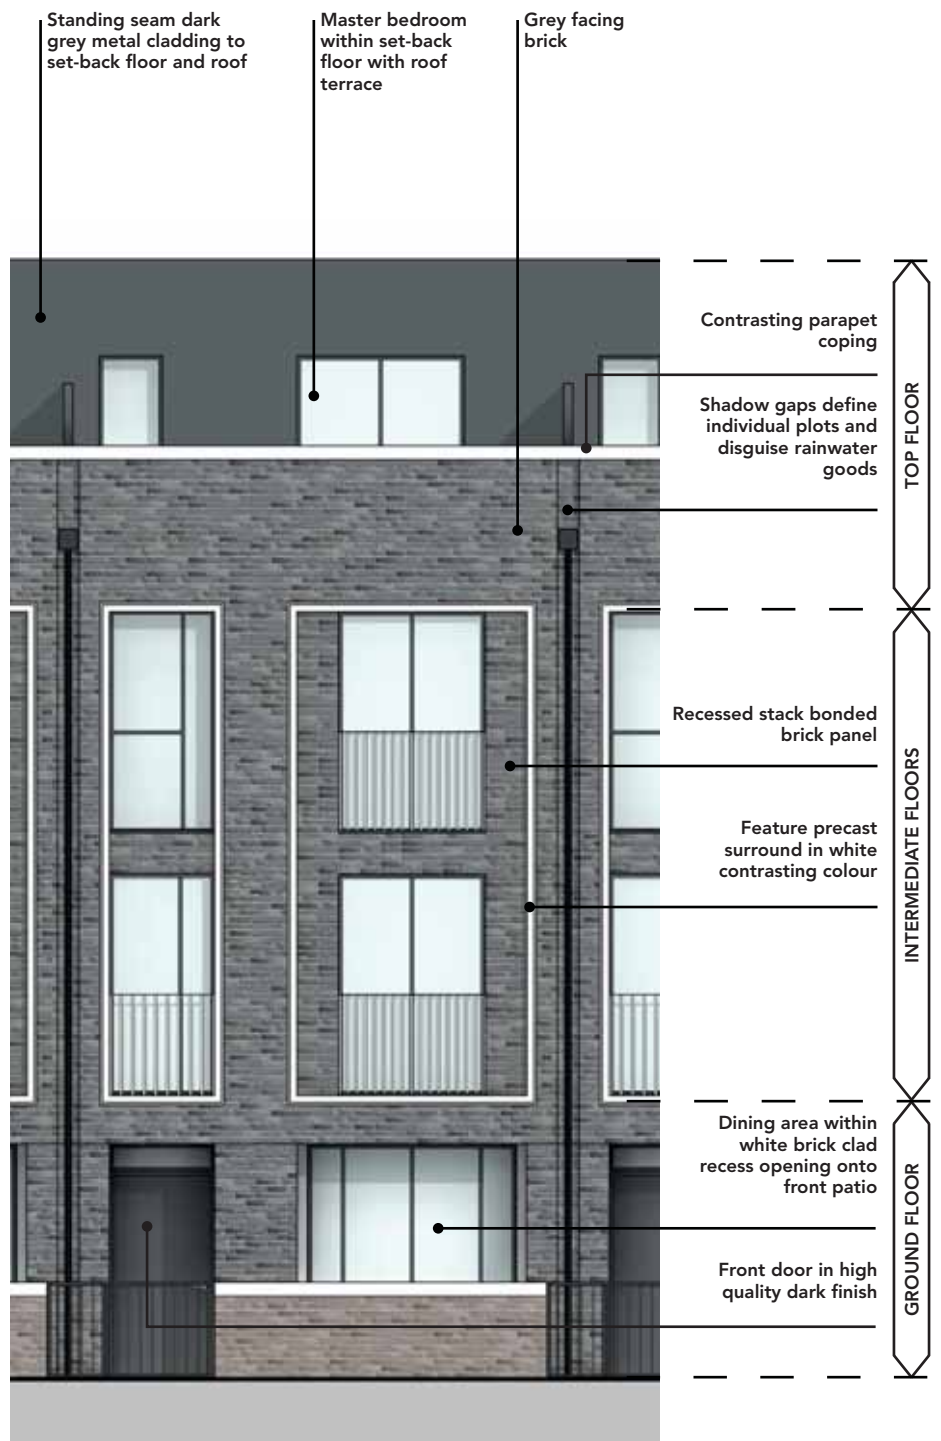 Standing seam dark
grey metal cladding to
set-back floor and roof
Master bedroom
within set-back
floor with roof
terrace
Grey facing
brick
Contrasting parapet
coping
Shadow gaps define
individual plots and
disguise rainwater
goods
TOP FLOOR
Recessed stack bonded
brick panel
Feature precast
surround in white
contrasting colour
INTERMEDIATE FLOORS
Dining area within
white brick clad
recess opening onto
front patio
Front door in high
quality dark finish
GROUND FLOOR